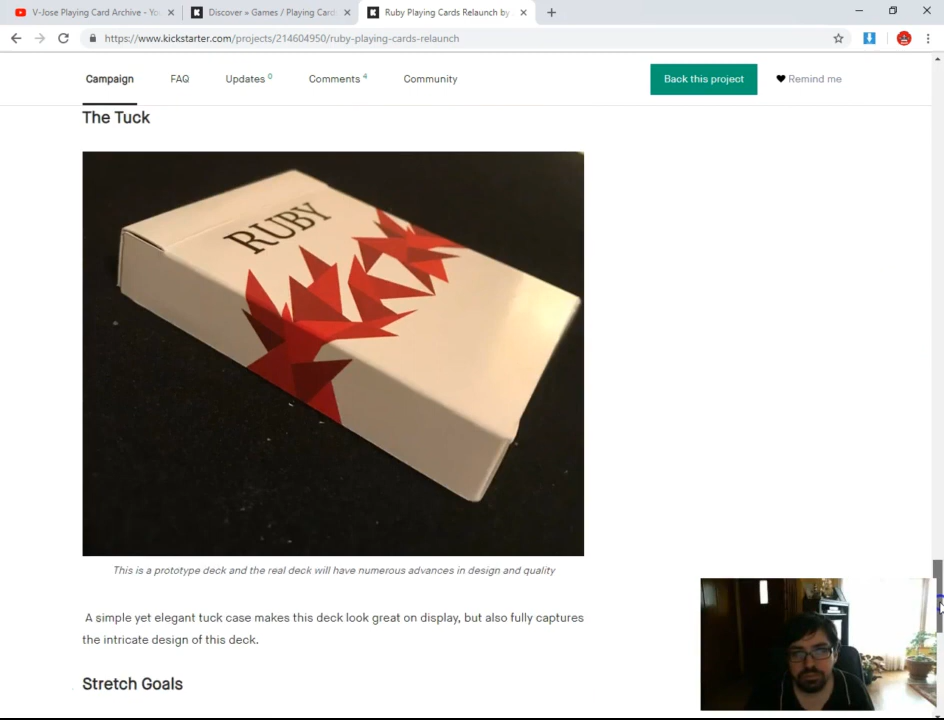 V-Jose Playing Card Archive - Yo
Discover » Games / Playing Card
Ruby Playing Cards Relaunch by
https://www.kickstarter.com/projects/214604950/ruby-playing-cards-relaunch
Campaign
FAQ
Updates 0
Comments 4
Community
Back this project
Remind me
The Tuck
RUBY
This is a prototype deck and the real deck will have numerous advances in design and quality
A simple yet elegant tuck case makes this deck look great on display, but also fully captures
the intricate design of this deck.
Stretch Goals